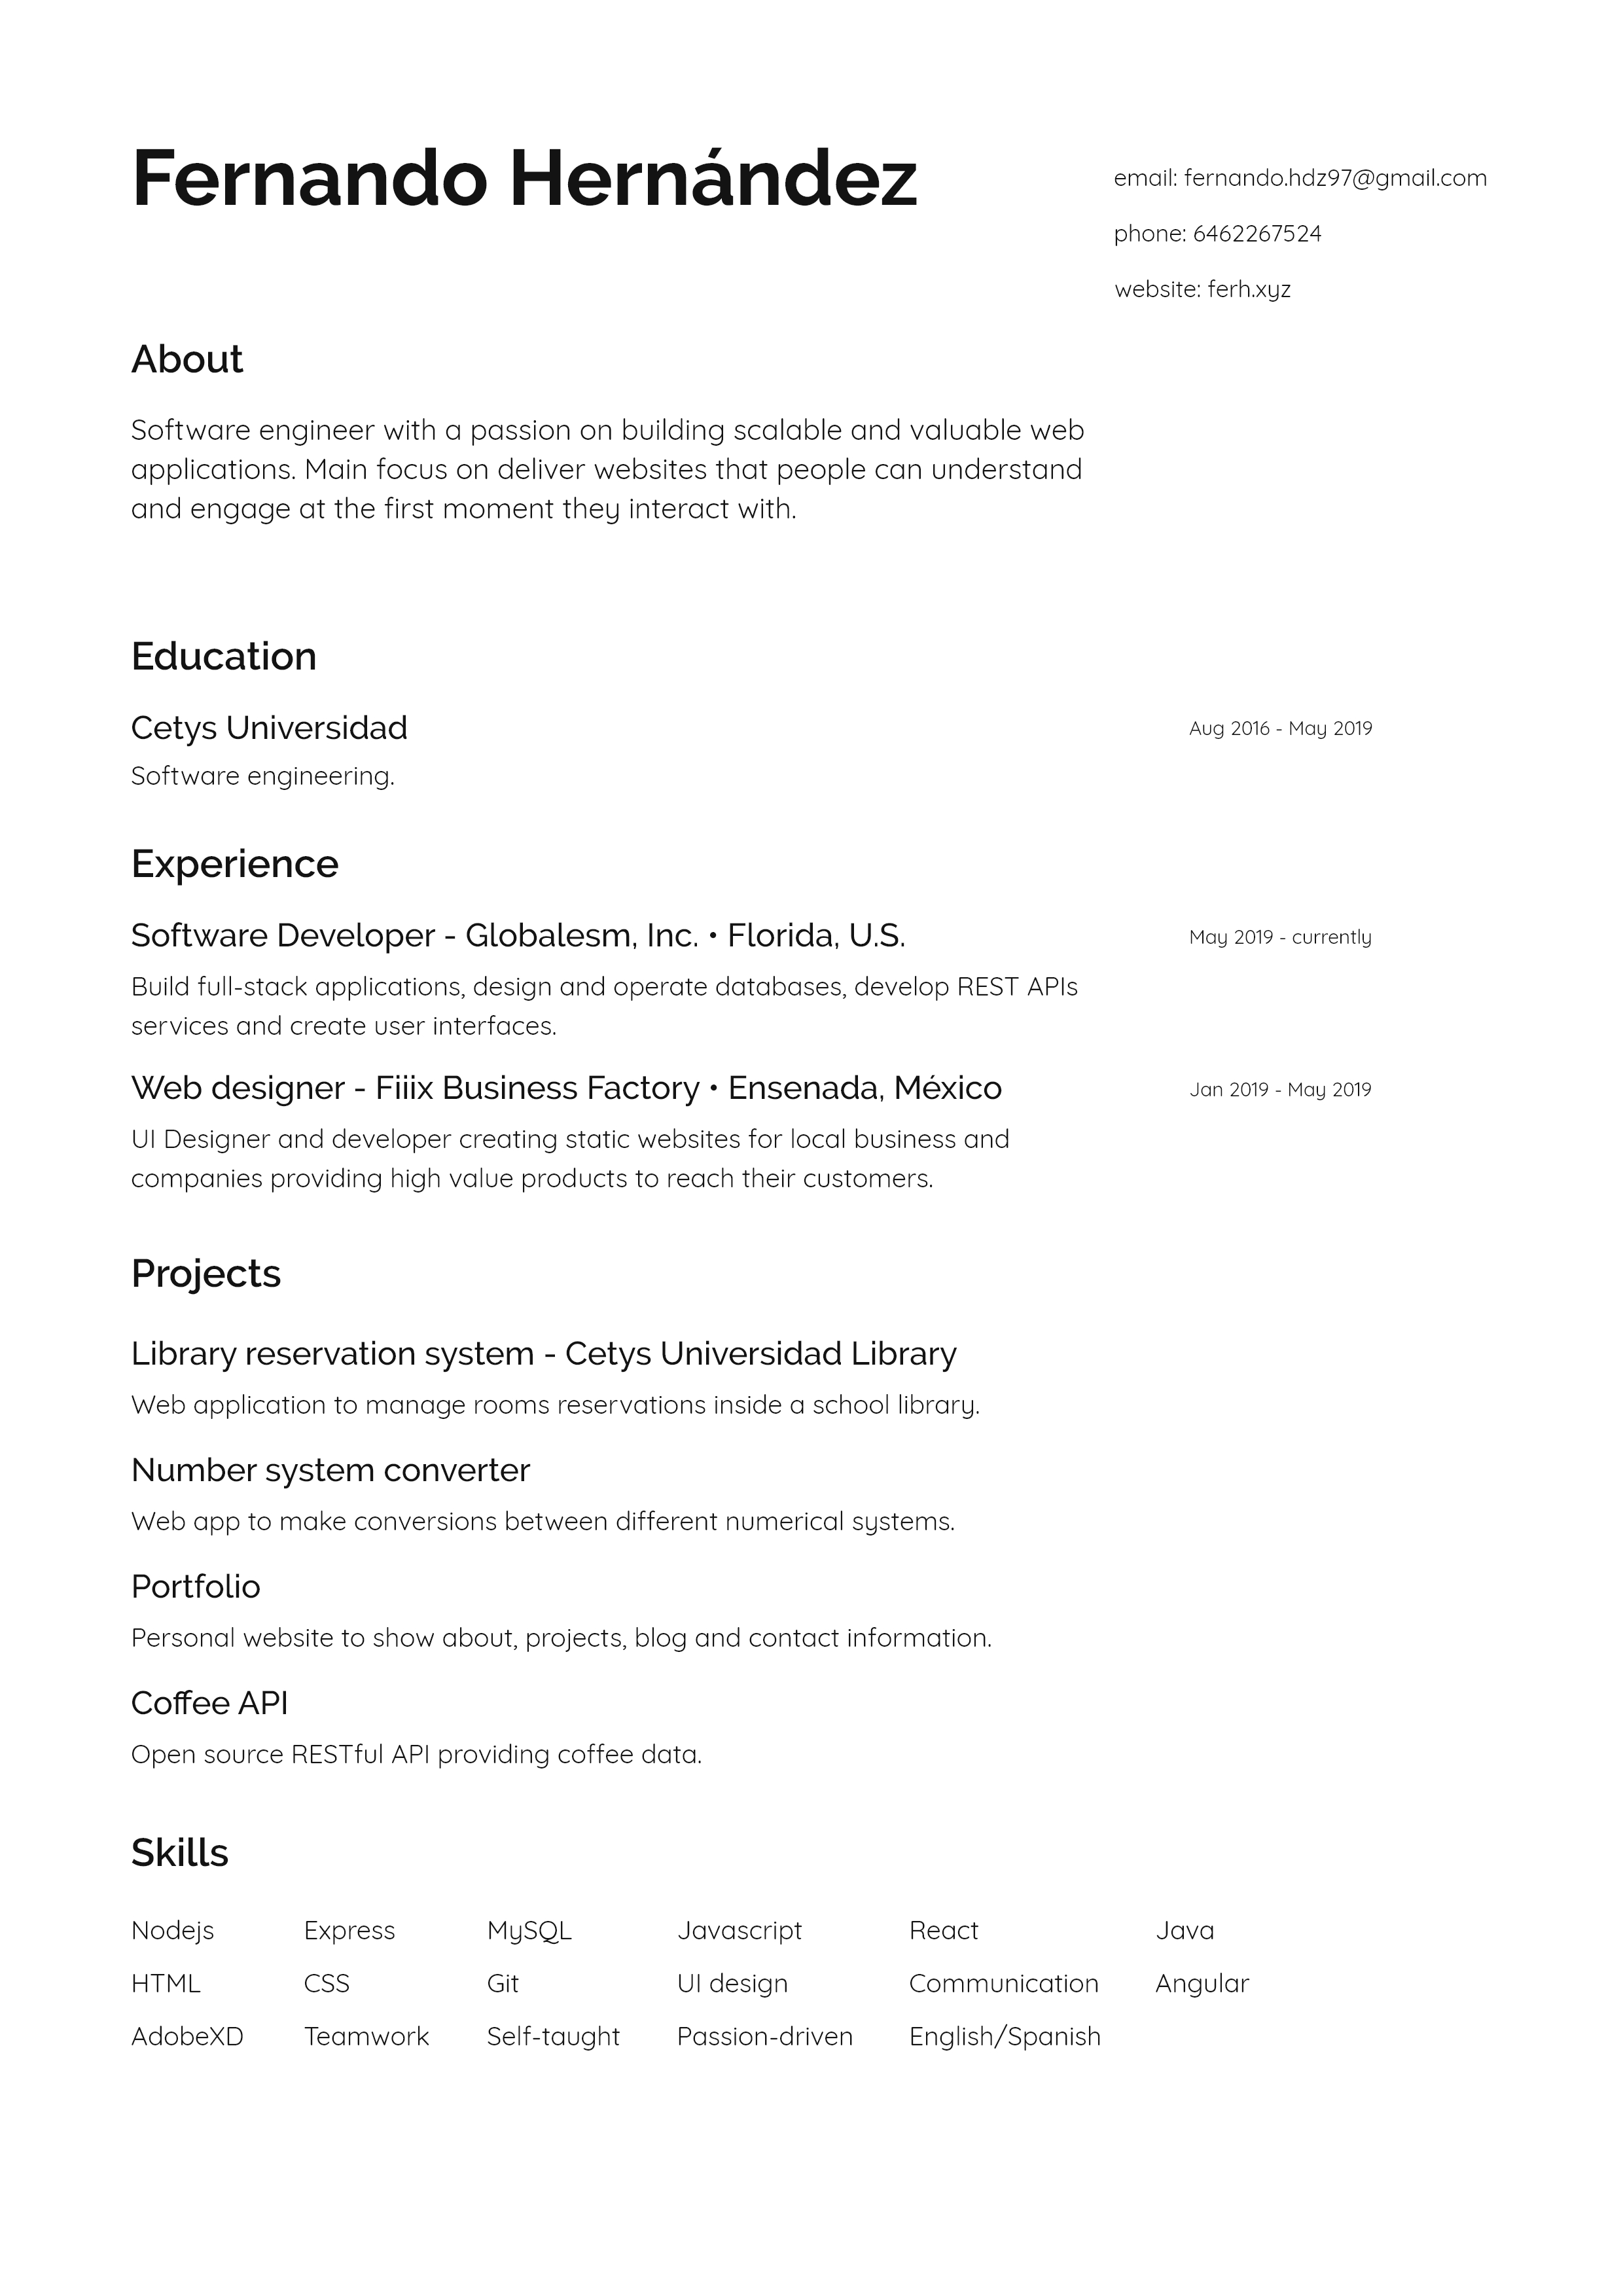 Fernando Hernández
email: fernando.hdz97@gmail.com
phone: 6462267524
website: ferh.xyz
About
Software engineer with a passion on building scalable and valuable web
applications. Main focus on deliver websites that people can understand
and engage at the first moment they interact with.
Education
Cetys Universidad
Aug 2016 - May 2019
Software engineering.
Experience
Software Developer - Globalesm, Inc. • Florida, U.S.
May 2019 - currently
Build full-stack applications, design and operate databases, develop REST APIs
services and create user interfaces.
Web designer - Fiiix Business Factory • Ensenada, México
Jan 2019 - May 2019
UI Designer and developer creating static websites for local business and
companies providing high value products to reach their customers.
Projects
Library reservation system - Cetys Universidad Library
Web application to manage rooms reservations inside a school library.
Number system converter
Web app to make conversions between different numerical systems.
Portfolio
Personal website to show about, projects, blog and contact information.
Coffee API
Open source RESTful API providing coffee data.
Skills
Nodejs Express MySQL Javascript React Java
HTML CSS Git UI design Communication Angular
AdobeXD Teamwork Self-taught Passion-driven English/Spanish